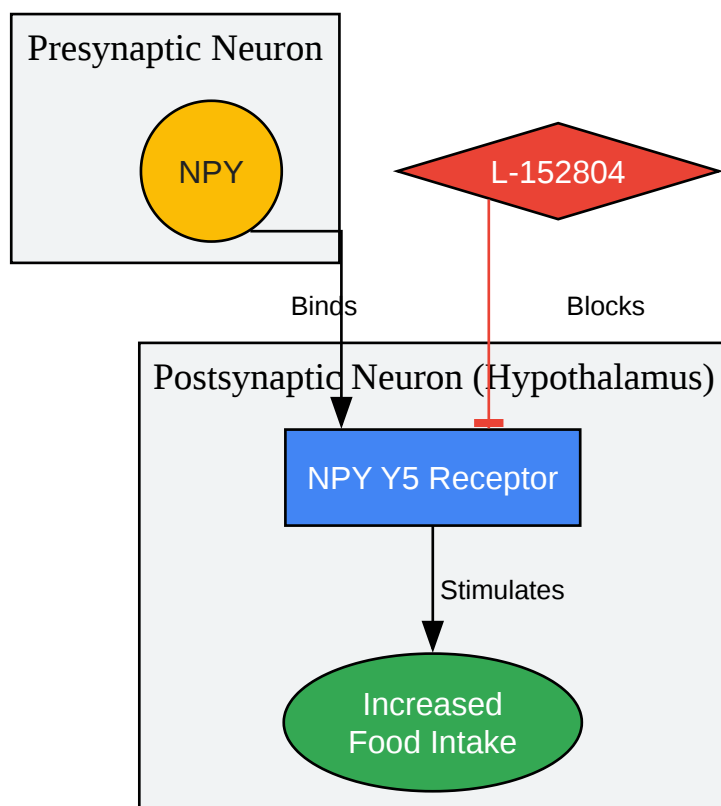 Presynaptic Neuron
NPY
L-152804
Binds
Blocks
Postsynaptic Neuron (Hypothalamus)
NPY Y5 Receptor
Stimulates
Increased
Food Intake